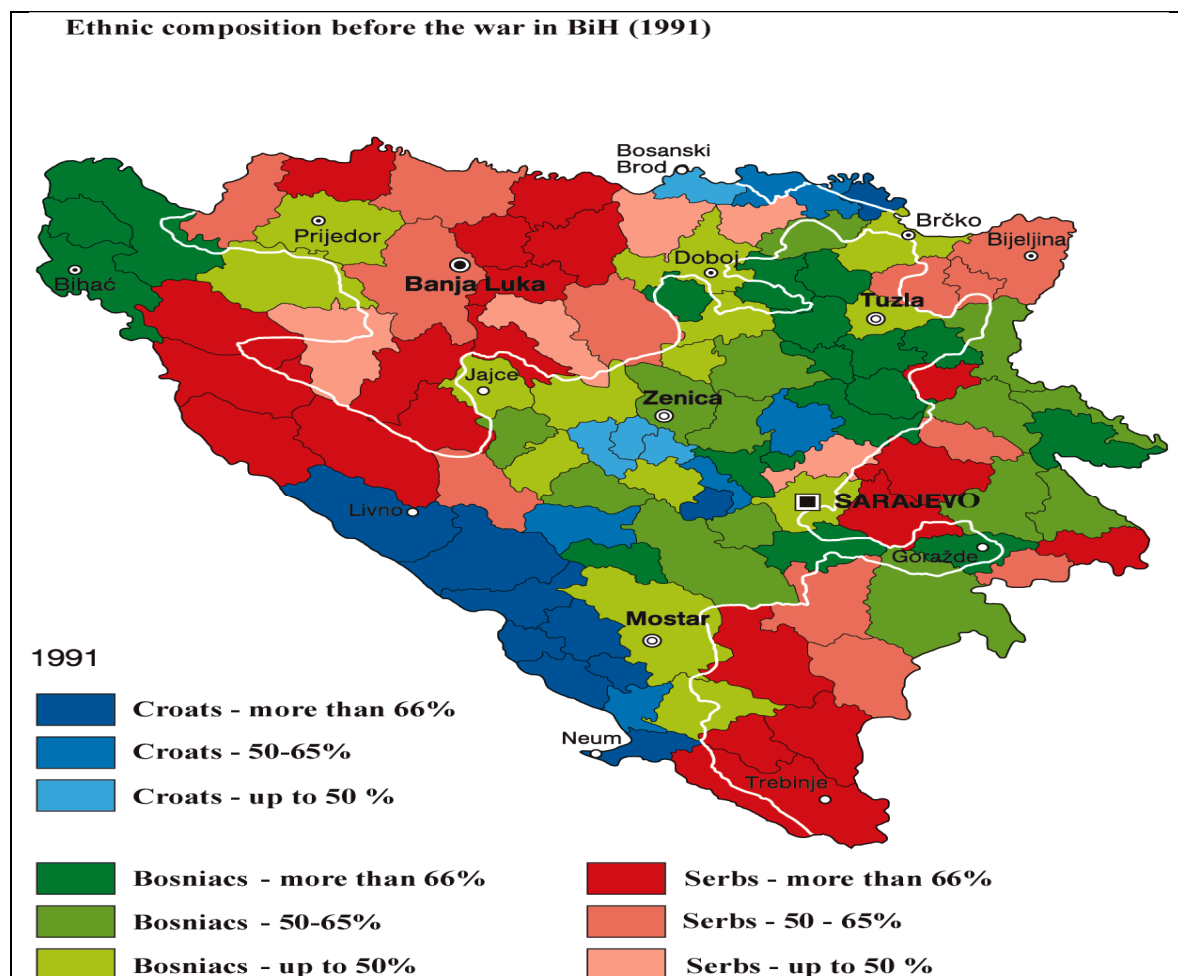 Ethnic composition before the war in BiH (1991)
Bosanski
Brod
Brčko
Prijedor
Bijeljina
Doboj
Bihać
Banja Luka
Tuzla
Jajce
Zenica
SARAJEVO
Livno
Goražde
Mostar
1991
Croats - more than 66%
Croats - 50-65%
Neum
Trebinje
Croats - up to 50 %
Bosniacs - more than 66%
Serbs - more than 66%
Bosniacs - 50-65%
Serbs - 50 - 65%
Bosniacs - up to 50%
Serbs - up to 50 %